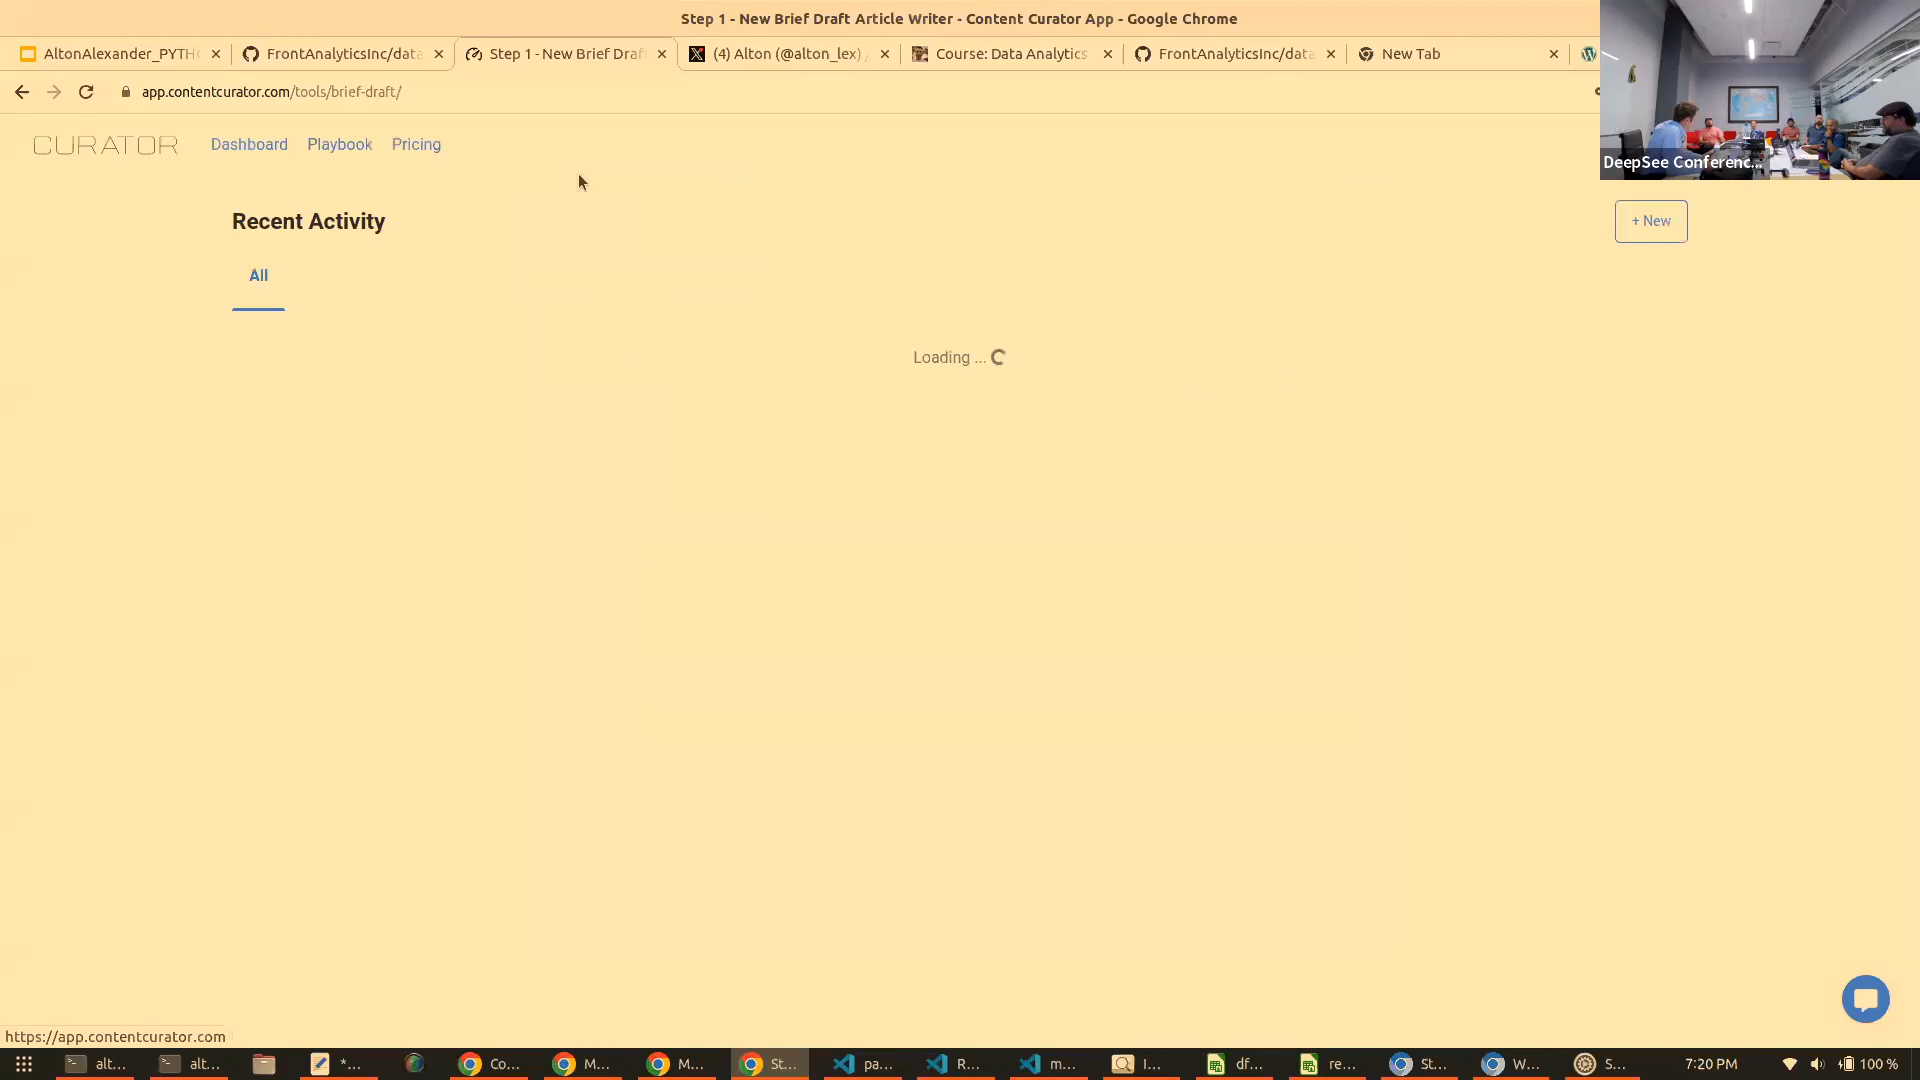 Step 1 - New Brief Draft Article Writer - Content Curator App - Google Chrome
AltonAlexander_PYTH
FrontAnalyticsInc/data
Step 1 - New Brief Draf
(4) Alton (@alton_lex)
Course: Data Analytics
FrontAnalyticsInc/data
New Tab
app.contentcurator.com/tools/brief-draft/
CURATOR
Dashboard
Playbook
Pricing
DeepSee Conferenc...
Recent Activity
+ New
All
Loading ...
https://app.contentcurator.com
alt...
alt...
*...
Co...
M...
M...
St...
pa...
R...
m...
I...
df...
re...
St...
W...
S...
7:20 PM
100 %